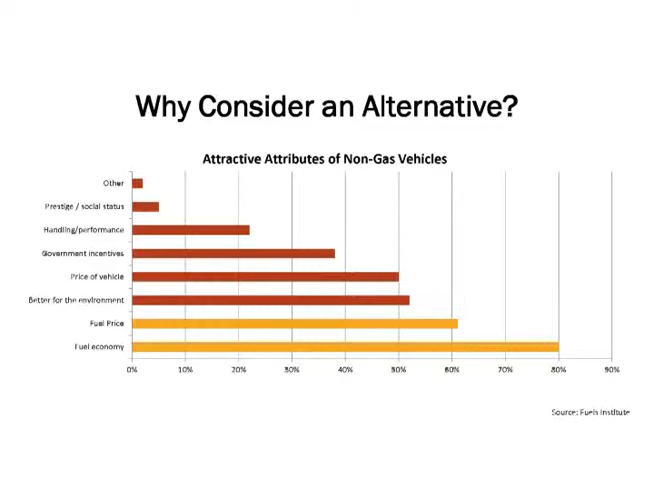 Why Consider an Alternative?
Attractive Attributes of Non-Gas Vehicles
Other
Prestige / social status
Handling/performance
Government incentives
Price of vehicle
Better for the environment
Fuel Price
Fuel economy
0% 10% 20% 30% 40% 50% 60% 70% 80% 90%
Source: Fuels Institute